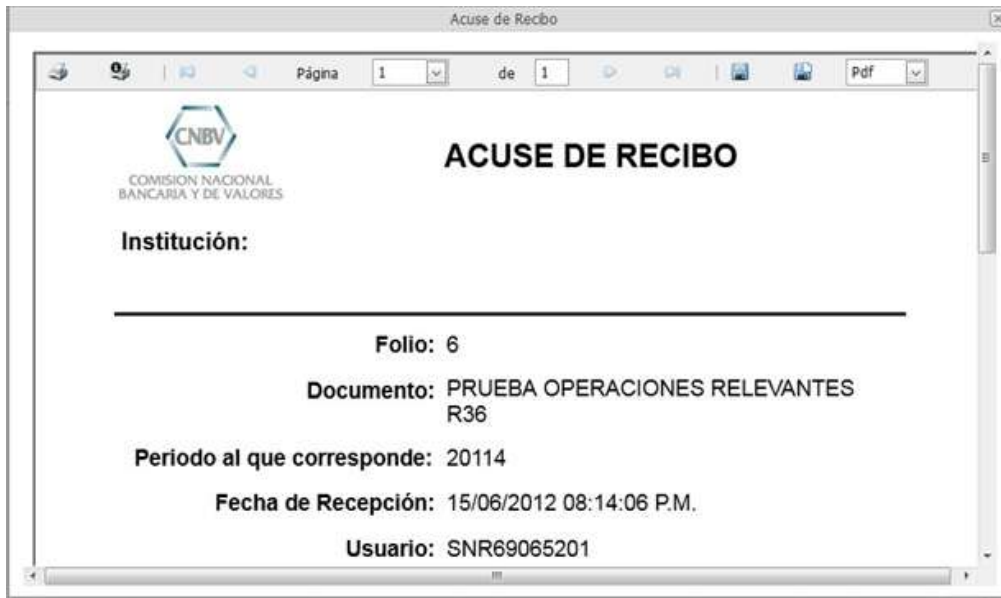 Acuse de Recibo
Página 1 de 1 Pdf
CNBV
COMISION NACIONAL
BANCARIA Y DE VALORES
ACUSE DE RECIBO
Institución:
Folio: 6
Documento: PRUEBA OPERACIONES RELEVANTES
R36
Periodo al que corresponde: 20114
Fecha de Recepción: 15/06/2012 08:14:06 P.M.
Usuario: SNR69065201